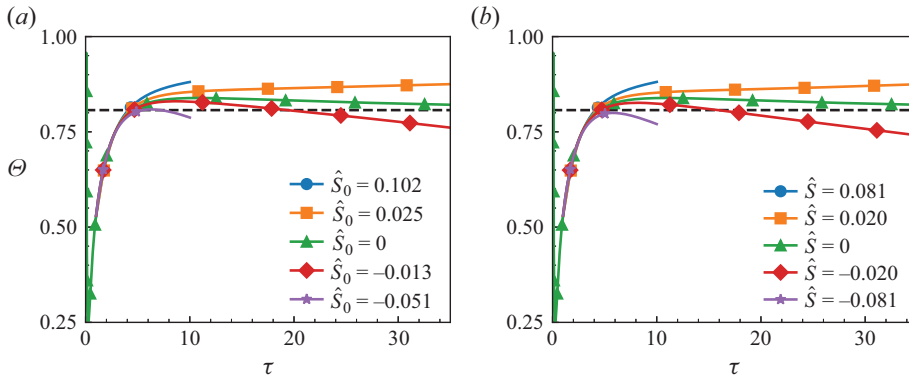 (a)
(b)
1.00
0.75
Θ
0.50
0.25
Ŝ₀ = 0.102
Ŝ₀ = 0.025
Ŝ₀ = 0
Ŝ₀ = –0.013
Ŝ₀ = –0.051
0
10
20
30
τ
1.00
0.75
0.50
0.25
Ŝ = 0.081
Ŝ = 0.020
Ŝ = 0
Ŝ = –0.020
Ŝ = –0.081
0
10
20
30
τ